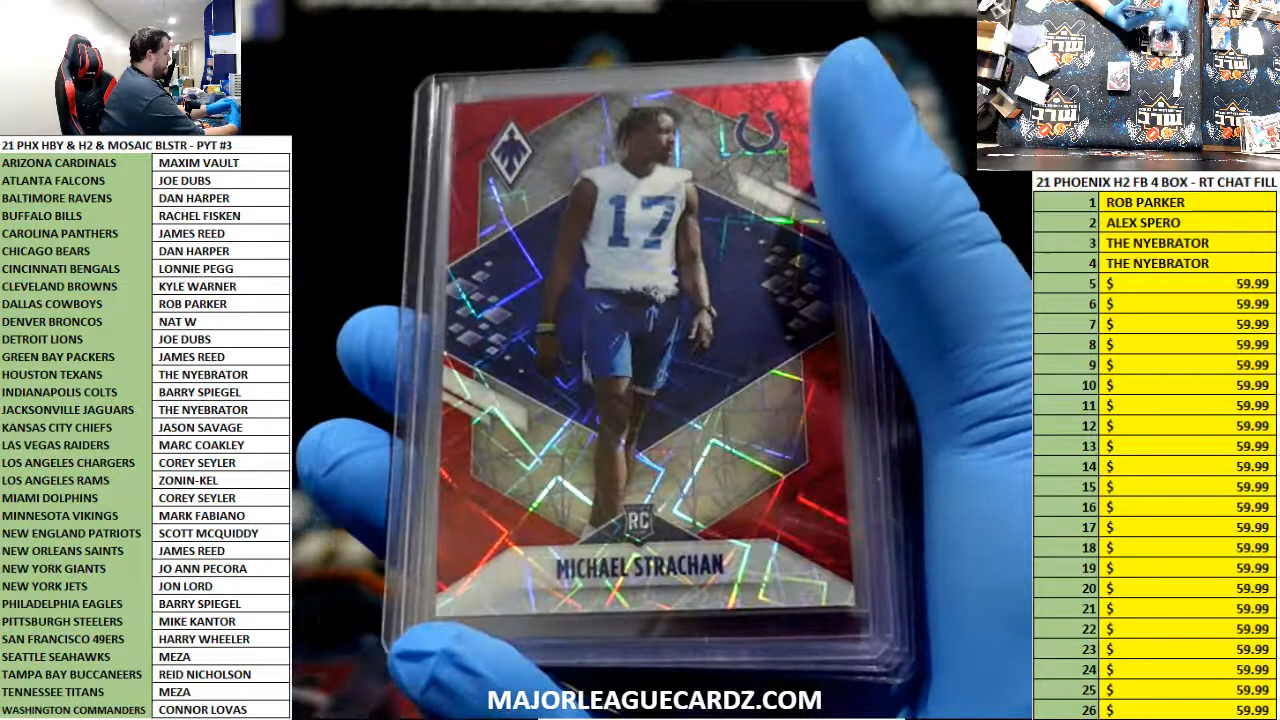 21 PHX HBY & H2 & MOSAIC BLSTR - PYT #3
ARIZONA CARDINALS MAXIM VAULT
ATLANTA FALCONS JOE DUBS
BALTIMORE RAVENS DAN HARPER
BUFFALO BILLS RACHEL FISKEN
CAROLINA PANTHERS JAMES REED
CHICAGO BEARS DAN HARPER
CINCINNATI BENGALS LONNIE PEGG
CLEVELAND BROWNS KYLE WARNER
DALLAS COWBOYS ROB PARKER
DENVER BRONCOS NAT W
DETROIT LIONS JOE DUBS
GREEN BAY PACKERS JAMES REED
HOUSTON TEXANS THE NYEBRATOR
INDIANAPOLIS COLTS BARRY SPIEGEL
JACKSONVILLE JAGUARS THE NYEBRATOR
KANSAS CITY CHIEFS JASON SAVAGE
LAS VEGAS RAIDERS MARC COAKLEY
LOS ANGELES CHARGERS COREY SEYLER
LOS ANGELES RAMS ZONIN-KEL
MIAMI DOLPHINS COREY SEYLER
MINNESOTA VIKINGS MARK FABIANO
NEW ENGLAND PATRIOTS SCOTT MCQUIDDY
NEW ORLEANS SAINTS JAMES REED
NEW YORK GIANTS JO ANN PECORA
NEW YORK JETS JON LORD
PHILADELPHIA EAGLES BARRY SPIEGEL
PITTSBURGH STEELERS MIKE KANTOR
SAN FRANCISCO 49ERS HARRY WHEELER
SEATTLE SEAHAWKS MEZA
TAMPA BAY BUCCANEERS REID NICHOLSON
TENNESSEE TITANS MEZA
WASHINGTON COMMANDERS CONNOR LOVAS
17
RC
MICHAEL STRACHAN
MAJORLEAGUECARDZ.COM
MLC
21 PHOENIX H2 FB 4 BOX - RT CHAT FILL
1 ROB PARKER
2 ALEX SPERO
3 THE NYEBRATOR
4 THE NYEBRATOR
5 $ 59.99
6 $ 59.99
7 $ 59.99
8 $ 59.99
9 $ 59.99
10 $ 59.99
11 $ 59.99
12 $ 59.99
13 $ 59.99
14 $ 59.99
15 $ 59.99
16 $ 59.99
17 $ 59.99
18 $ 59.99
19 $ 59.99
20 $ 59.99
21 $ 59.99
22 $ 59.99
23 $ 59.99
24 $ 59.99
25 $ 59.99
26 $ 59.99